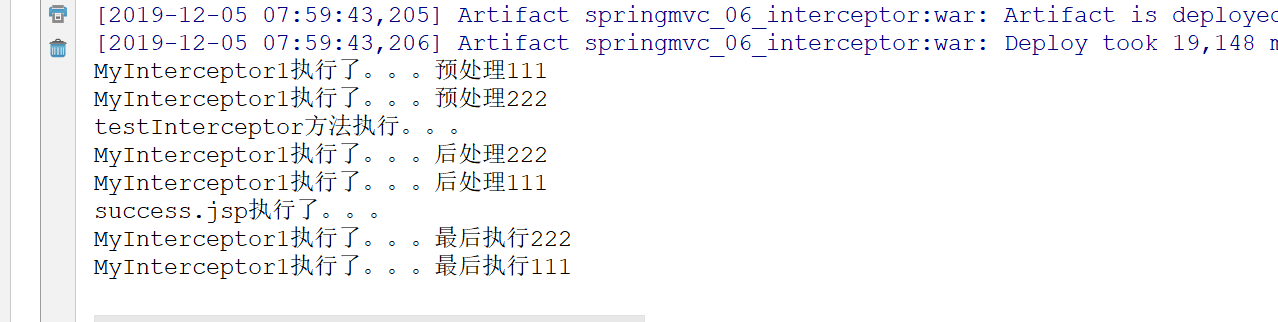 [2019-12-05 07:59:43,205] Artifact springmvc_06_interceptor:war: Artifact is deployed
[2019-12-05 07:59:43,206] Artifact springmvc_06_interceptor:war: Deploy took 19,148 m
MyInterceptor1执行了。。。预处理111
MyInterceptor1执行了。。。预处理222
testInterceptor方法执行。。。
MyInterceptor1执行了。。。后处理222
MyInterceptor1执行了。。。后处理111
success.jsp执行了。。。
MyInterceptor1执行了。。。最后执行222
MyInterceptor1执行了。。。最后执行111